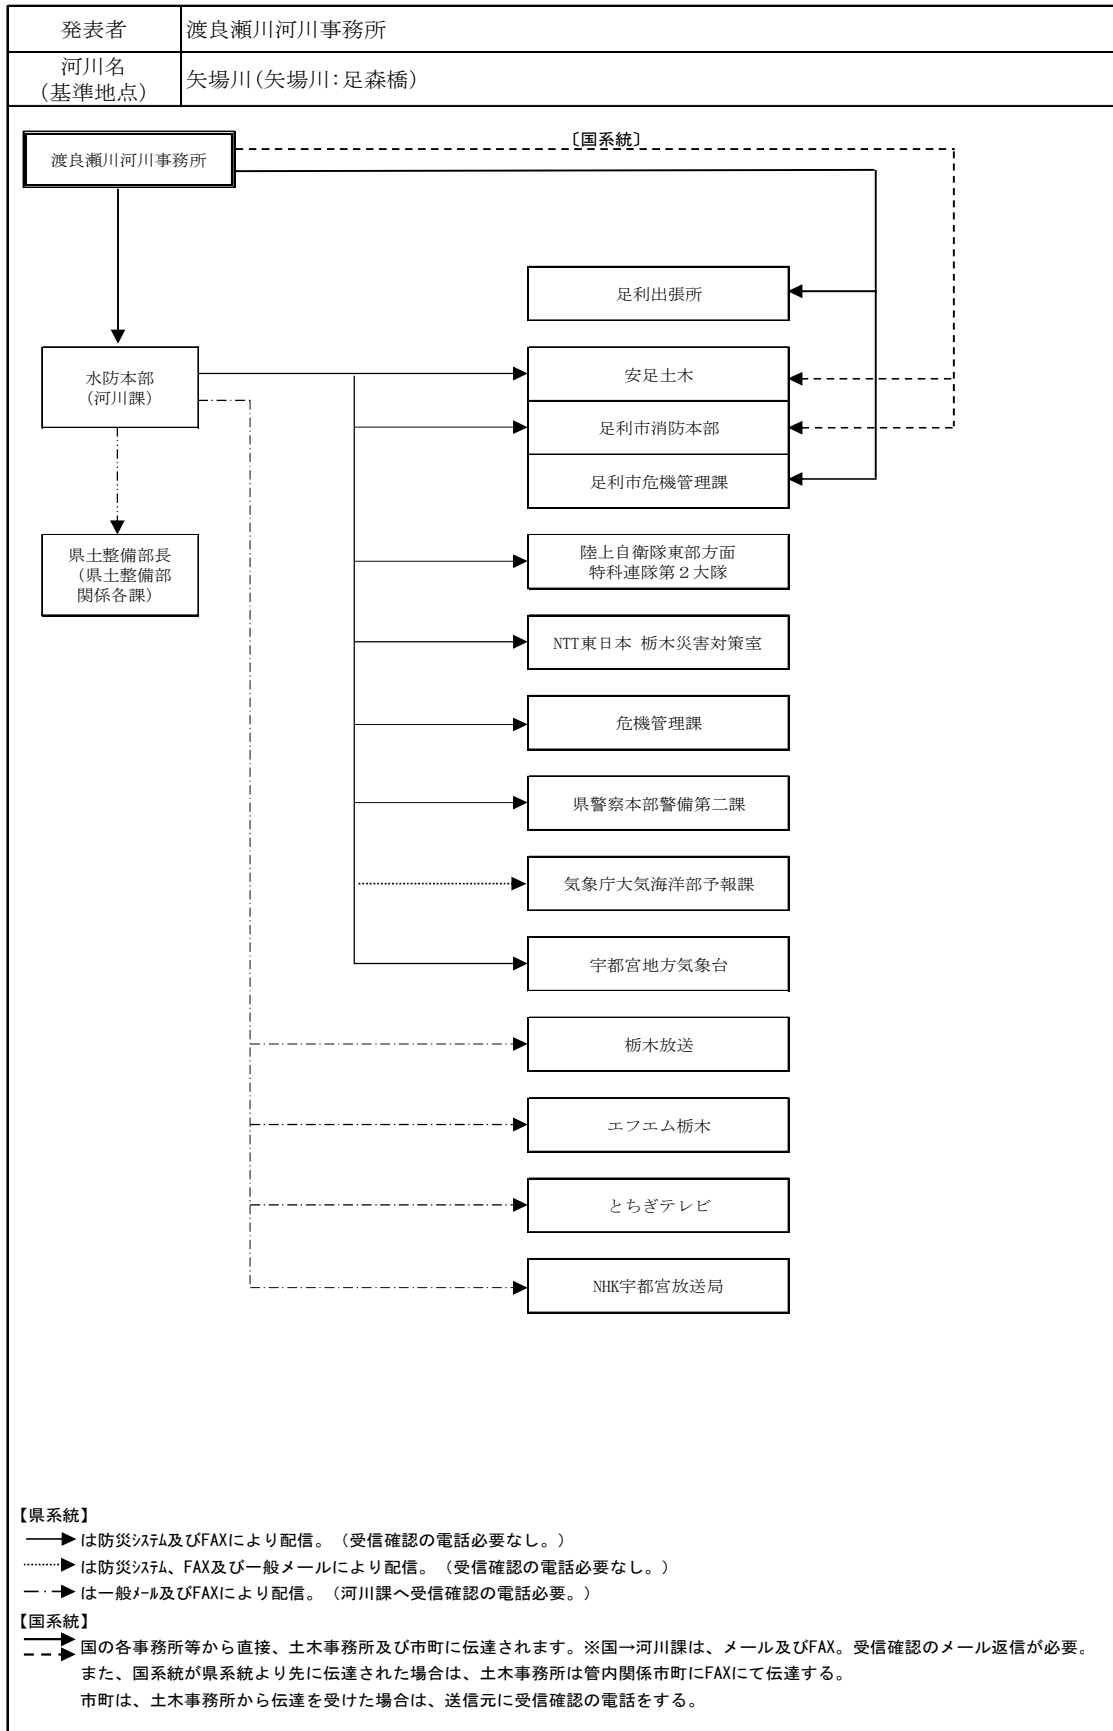 発表者 渡良瀬川河川事務所
河川名
(基準地点)
矢場川(矢場川:足森橋)
〔国系統〕
渡良瀬川河川事務所
足利出張所
水防本部
(河川課)
安足土木
足利市消防本部
足利市危機管理課
県土整備部長
(県土整備部
関係各課)
陸上自衛隊東部方面
特科連隊第2大隊
NTT東日本 栃木災害対策室
危機管理課
県警察本部警備第二課
気象庁大気海洋部予報課
宇都宮地方気象台
栃木放送
エフエム栃木
とちぎテレビ
NHK宇都宮放送局
【県系統】
は防災システム及びFAXにより配信。(受信確認の電話必要なし。)
は防災システム、FAX及び一般メールにより配信。(受信確認の電話必要なし。)
は一般メール及びFAXにより配信。(河川課へ受信確認の電話必要。)
【国系統】
国の各事務所等から直接、土木事務所及び市町に伝達されます。※国→河川課は、メール及びFAX。受信確認のメール返信が必要。
また、国系統が県系統より先に伝達された場合は、土木事務所は管内関係市町にFAXにて伝達する。
市町は、土木事務所から伝達を受けた場合は、送信元に受信確認の電話をする。